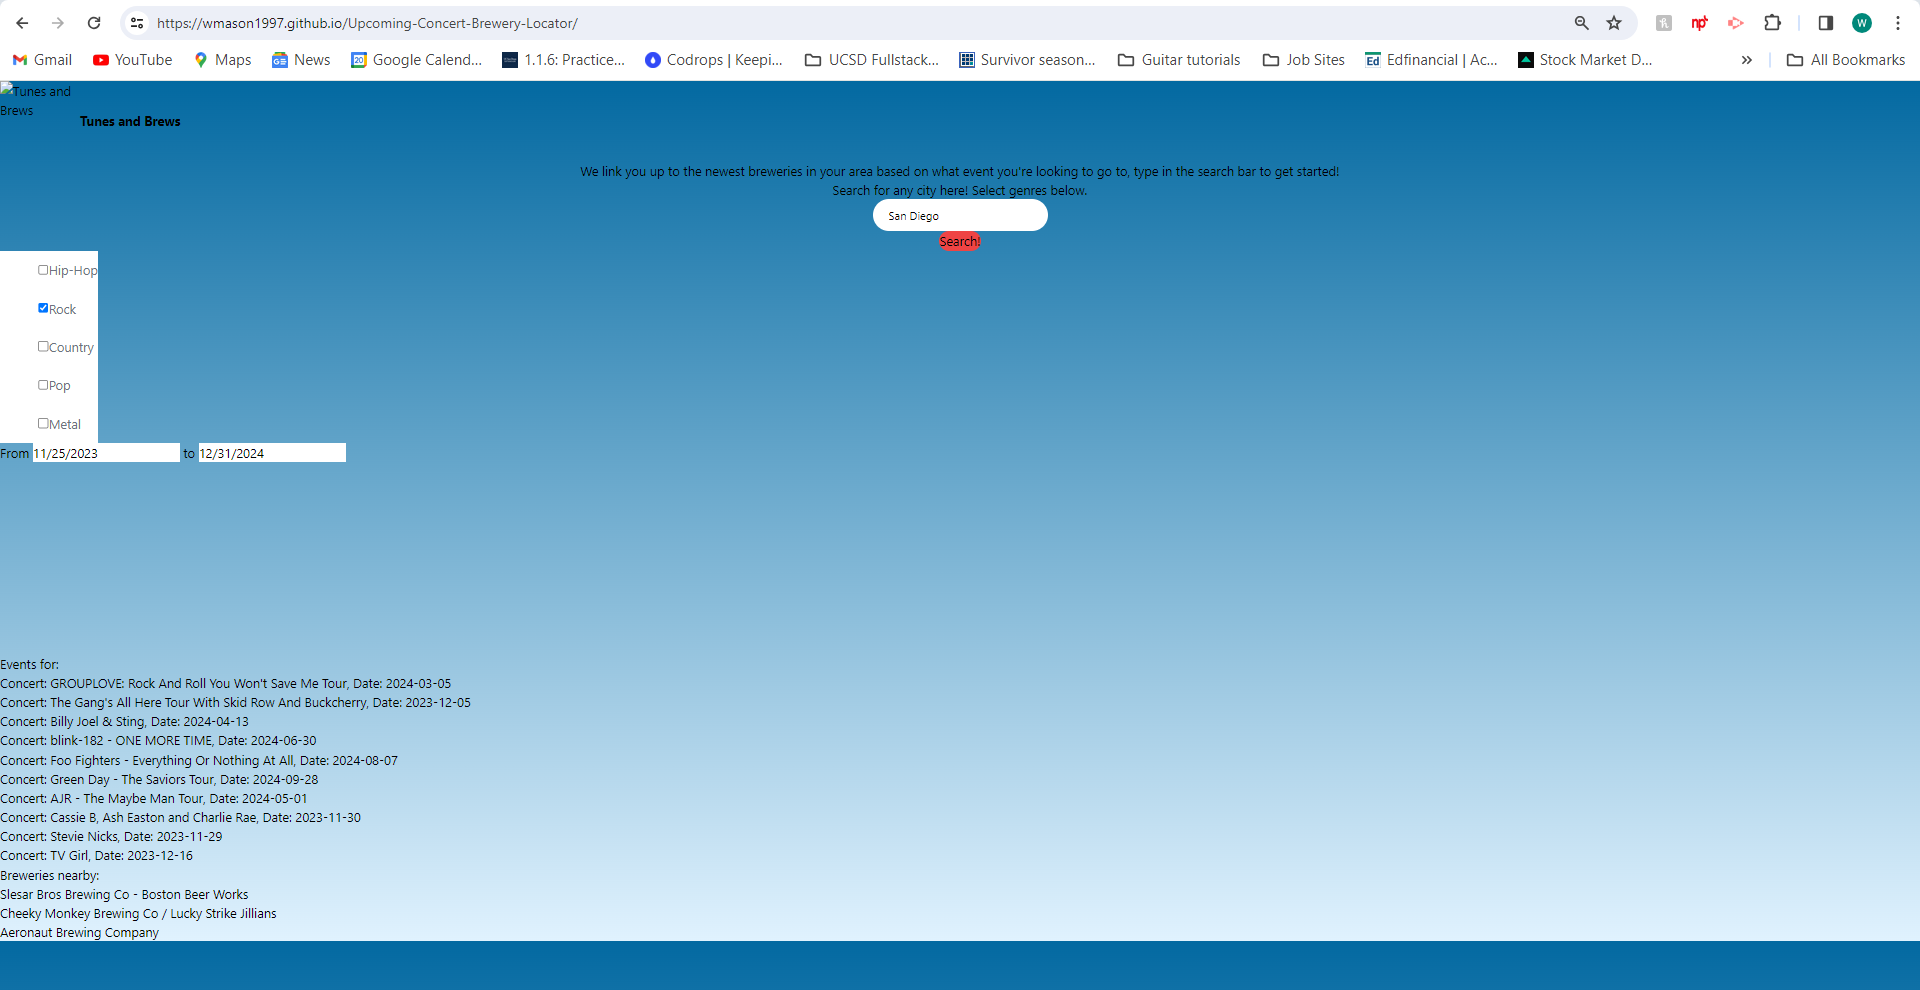 https://wmason1997.github.io/Upcoming-Concert-Brewery-Locator/
W
Gmail YouTube Maps News Google Calend... 1.1.6: Practice... Codrops | Keepi... UCSD Fullstack... Survivor season... Guitar tutorials Job Sites Edfinancial | Ac... Stock Market D... » All Bookmarks
Tunes and
Brews
Tunes and Brews
We link you up to the newest breweries in your area based on what event you're looking to go to, type in the search bar to get started!
Search for any city here! Select genres below.
San Diego
Search!
Hip-Hop
Rock
Country
Pop
Metal
From 11/25/2023 to 12/31/2024
Events for:
Concert: GROUPLOVE: Rock And Roll You Won't Save Me Tour, Date: 2024-03-05
Concert: The Gang's All Here Tour With Skid Row And Buckcherry, Date: 2023-12-05
Concert: Billy Joel & Sting, Date: 2024-04-13
Concert: blink-182 - ONE MORE TIME, Date: 2024-06-30
Concert: Foo Fighters - Everything Or Nothing At All, Date: 2024-08-07
Concert: Green Day - The Saviors Tour, Date: 2024-09-28
Concert: AJR - The Maybe Man Tour, Date: 2024-05-01
Concert: Cassie B, Ash Easton and Charlie Rae, Date: 2023-11-30
Concert: Stevie Nicks, Date: 2023-11-29
Concert: TV Girl, Date: 2023-12-16
Breweries nearby:
Slesar Bros Brewing Co - Boston Beer Works
Cheeky Monkey Brewing Co / Lucky Strike Jillians
Aeronaut Brewing Company